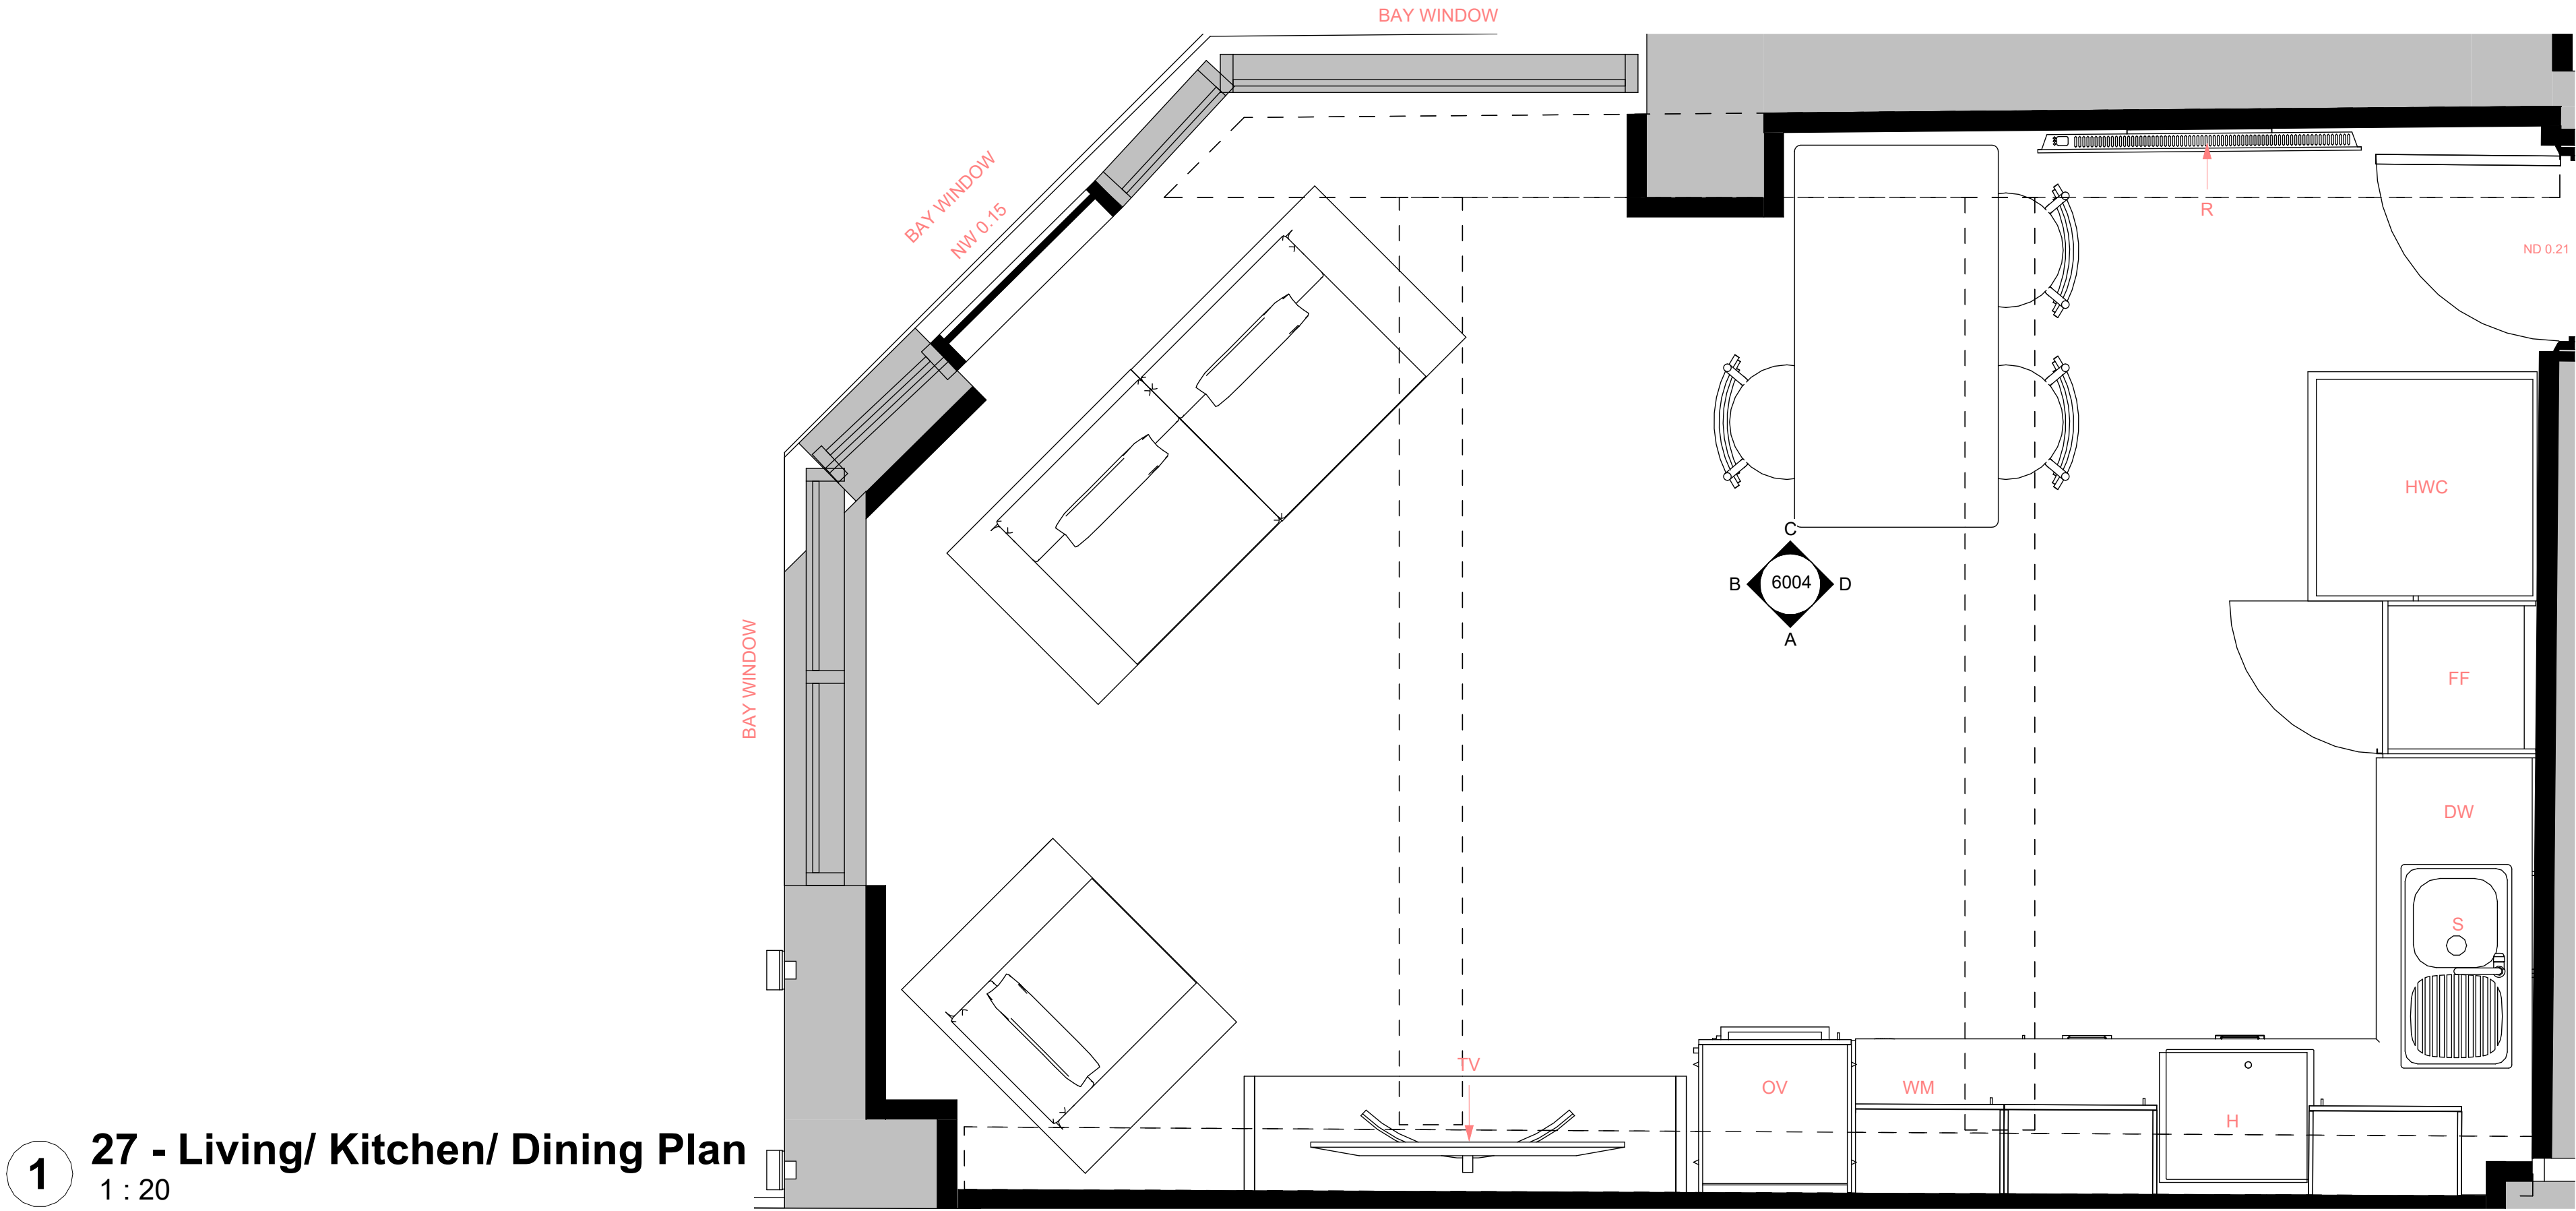 BAY WINDOW
BAY WINDOW
NW 0.15
R
ND 0.21
HWC
C
B
6004
D
A
FF
BAY WINDOW
DW
S
TV
OV
WM
H
1
27 - Living/ Kitchen/ Dining Plan
1 : 20